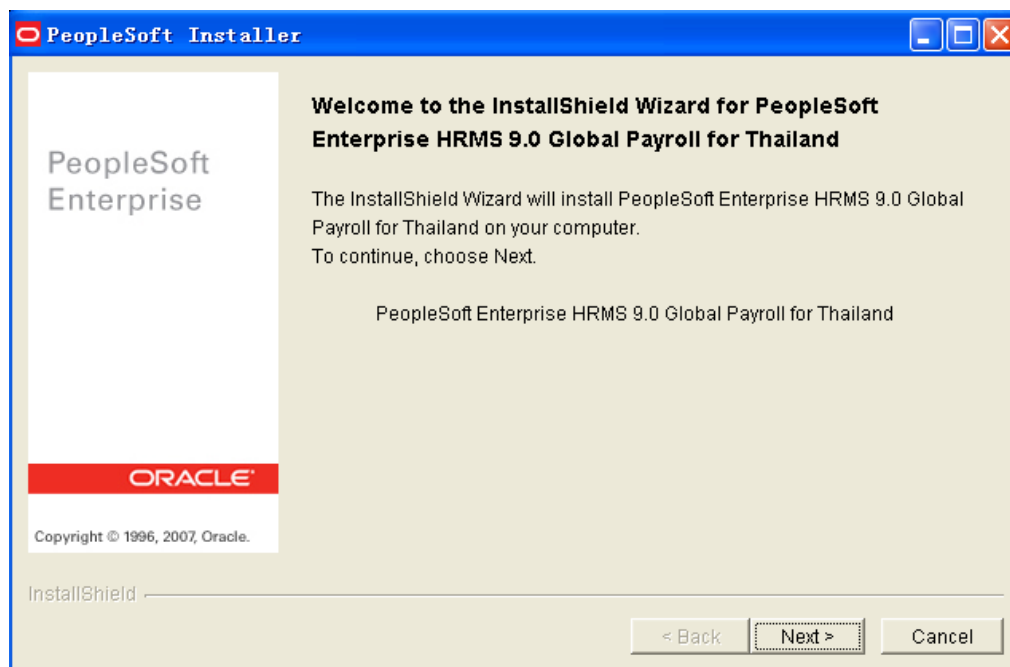 PeopleSoft Installer
PeopleSoft
Enterprise
ORACLE
Copyright © 1996, 2007, Oracle.
Welcome to the InstallShield Wizard for PeopleSoft
Enterprise HRMS 9.0 Global Payroll for Thailand
The InstallShield Wizard will install PeopleSoft Enterprise HRMS 9.0 Global
Payroll for Thailand on your computer.
To continue, choose Next.
PeopleSoft Enterprise HRMS 9.0 Global Payroll for Thailand
InstallShield
< Back Next > Cancel